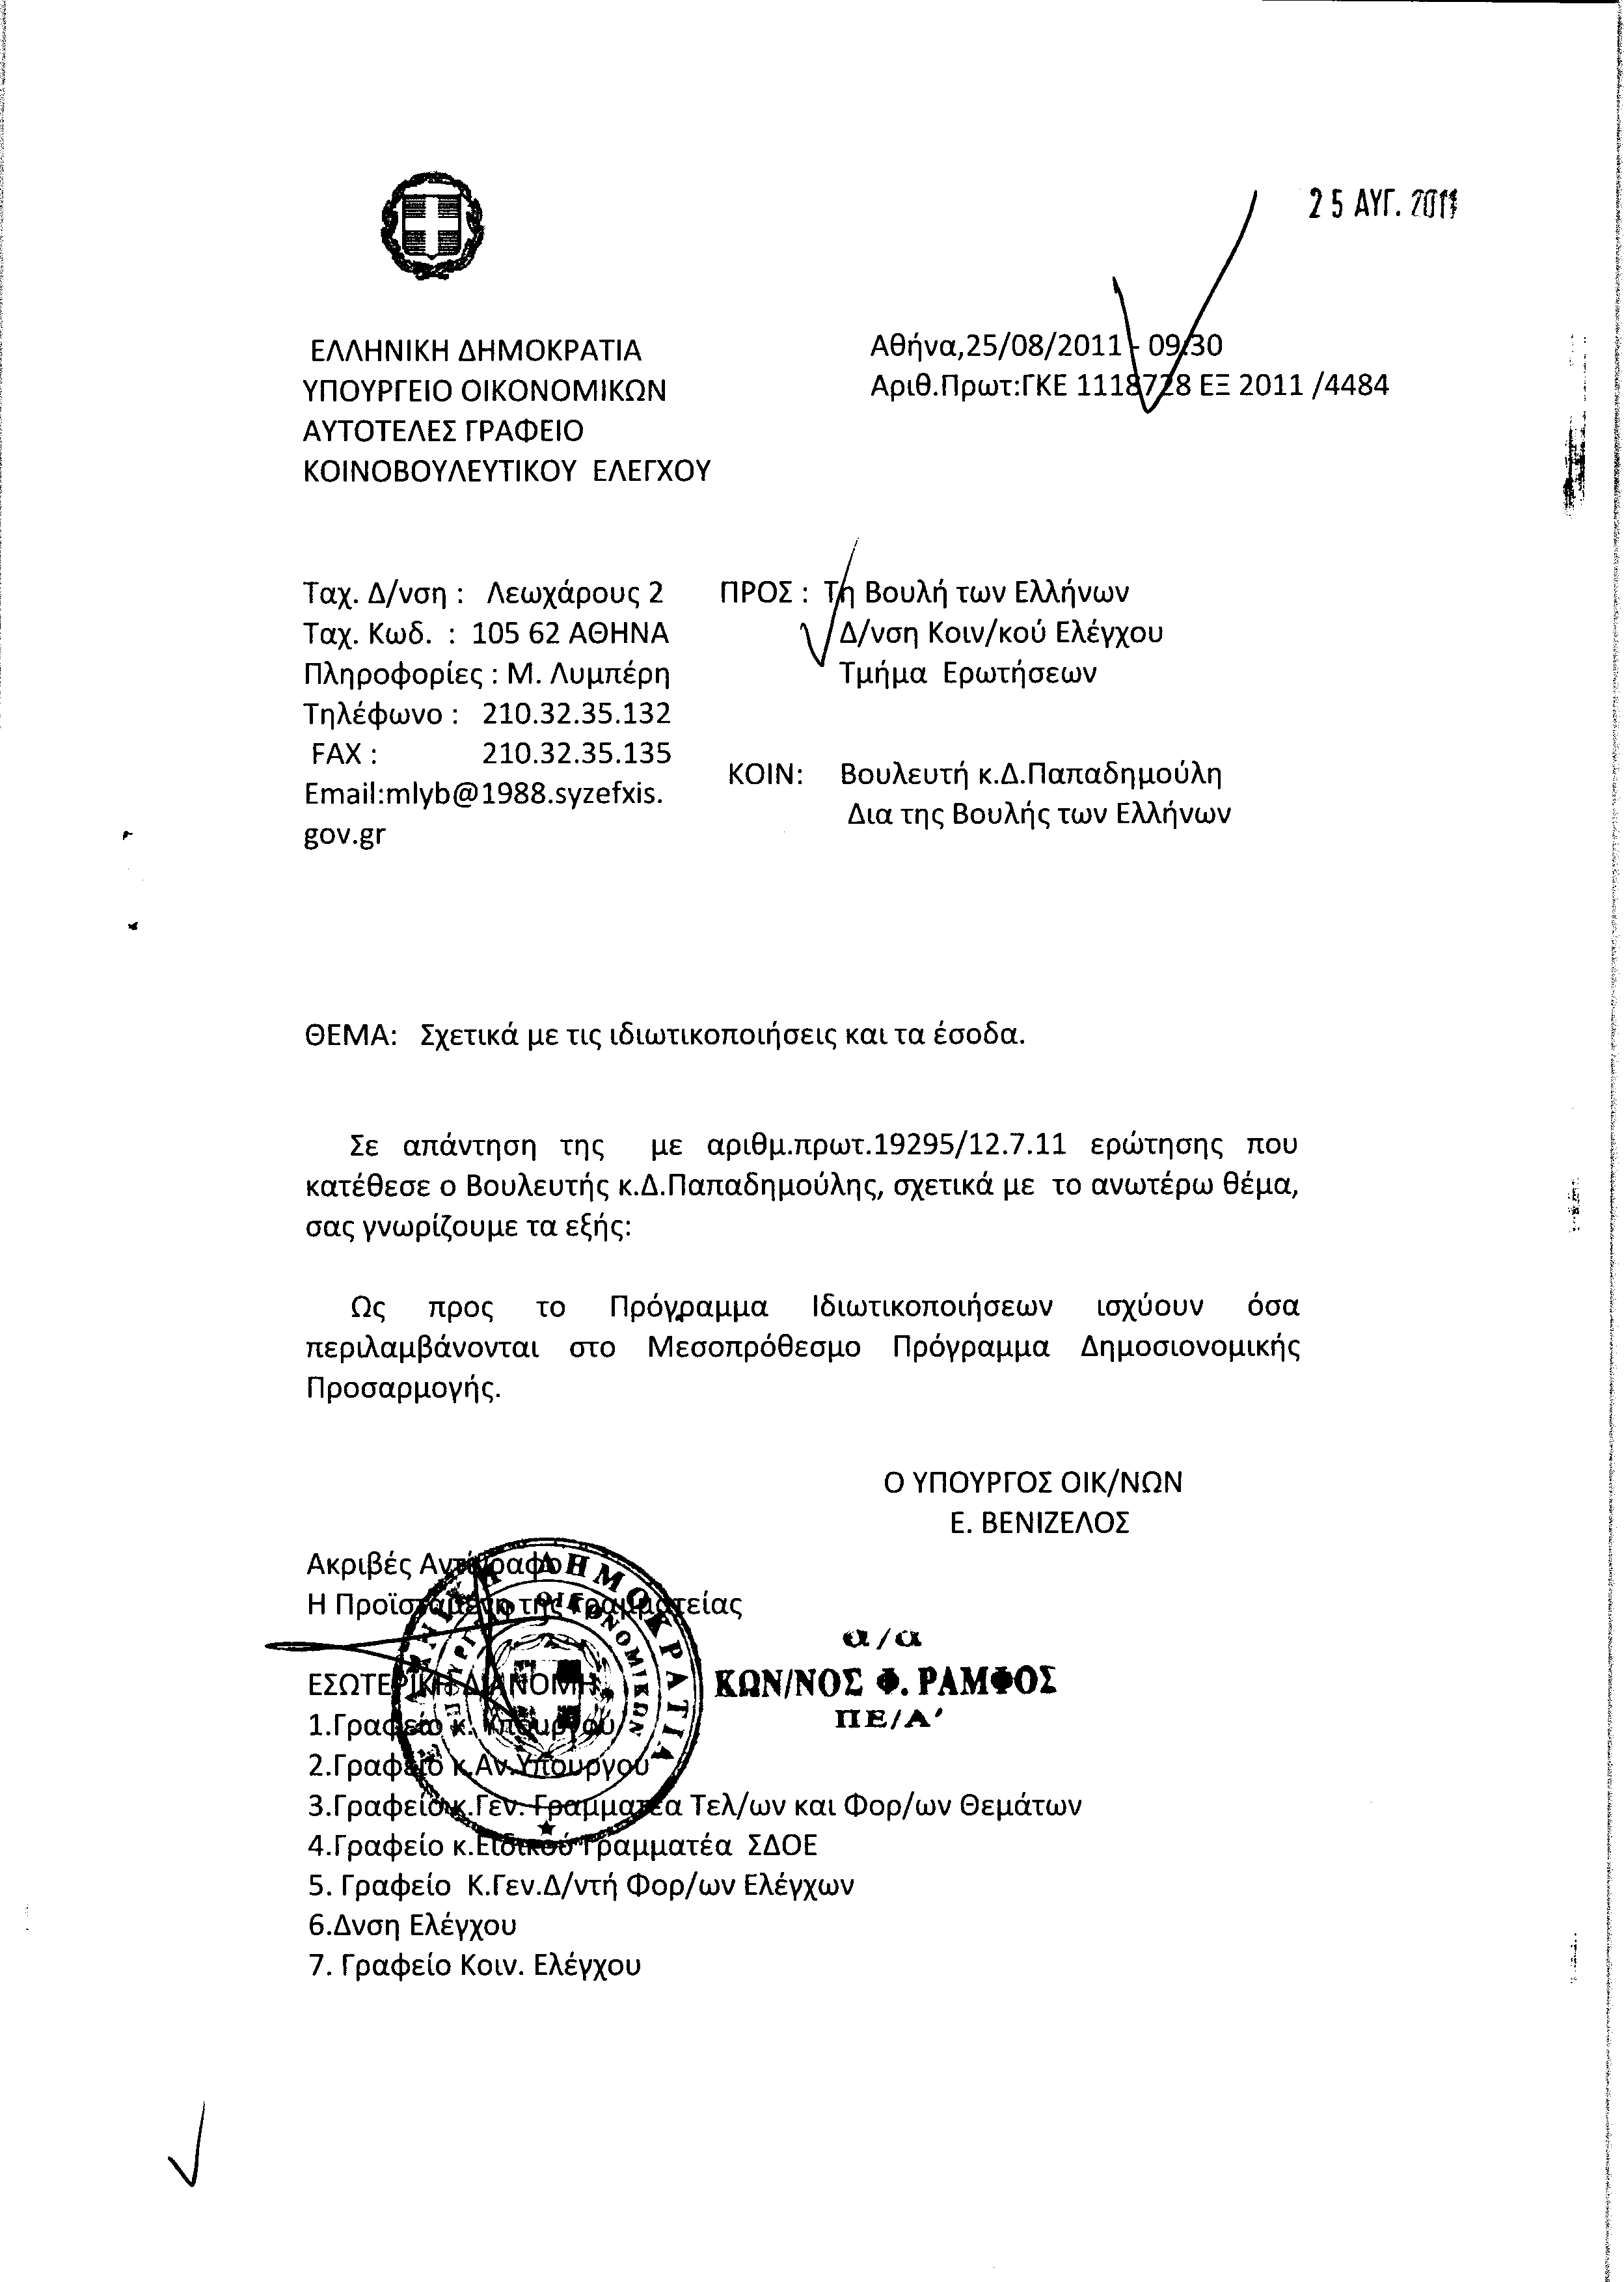 25 ΑΥΓ. 2011
ΕΛΛΗΝΙΚΗ ΔΗΜΟΚΡΑΤΙΑ
ΥΠΟΥΡΓΕΙΟ ΟΙΚΟΝΟΜΙΚΩΝ
ΑΥΤΟΤΕΛΕΣ ΓΡΑΦΕΙΟ
ΚΟΙΝΟΒΟΥΛΕΥΤΙΚΟΥ ΕΛΕΓΧΟΥ
Αθήνα,25/08/2011 - 09:30
Αριθ.Πρωτ:ΓΚΕ 1118728 ΕΞ 2011 /4484
Ταχ. Δ/νση : Λεωχάρους 2
Ταχ. Κωδ. : 105 62 ΑΘΗΝΑ
Πληροφορίες : Μ. Λυμπέρη
Τηλέφωνο : 210.32.35.132
FAX : 210.32.35.135
Email:mlyb@1988.syzefxis.
gov.gr
ΠΡΟΣ : Τη Βουλή των Ελλήνων
Δ/νση Κοιν/κού Ελέγχου
Τμήμα Ερωτήσεων
ΚΟΙΝ: Βουλευτή κ.Δ.Παπαδημούλη
Δια της Βουλής των Ελλήνων
ΘΕΜΑ: Σχετικά με τις ιδιωτικοποιήσεις και τα έσοδα.
Σε απάντηση της με αριθμ.πρωτ.19295/12.7.11 ερώτησης που
κατέθεσε ο Βουλευτής κ.Δ.Παπαδημούλης, σχετικά με το ανωτέρω θέμα,
σας γνωρίζουμε τα εξής:
Ως προς το Πρόγραμμα Ιδιωτικοποιήσεων ισχύουν όσα
περιλαμβάνονται στο Μεσοπρόθεσμο Πρόγραμμα Δημοσιονομικής
Προσαρμογής.
Ο ΥΠΟΥΡΓΟΣ ΟΙΚ/ΝΩΝ
Ε. ΒΕΝΙΖΕΛΟΣ
Ακριβές Αντίγραφο
Η Προϊσταμένη της Γραμματείας
ΕΛΛΗΝΙΚΗ ΔΗΜΟΚΡΑΤΙΑ
ΥΠΟΥΡΓΕΙΟ ΟΙΚΟΝΟΜΙΚΩΝ
α/α
ΚΩΝ/ΝΟΣ Φ. ΡΑΜΦΟΣ
ΠΕ/Α'
ΕΣΩΤΕΡΙΚΗ ΔΙΑΝΟΜΗ
1.Γραφείο κ. Υπουργού
2.Γραφείο κ.Αν.Υπουργού
3.Γραφείο κ.Γεν. Γραμματέα Τελ/ων και Φορ/ων Θεμάτων
4.Γραφείο κ.Ειδικού Γραμματέα ΣΔΟΕ
5. Γραφείο Κ.Γεν.Δ/ντή Φορ/ων Ελέγχων
6.Δνση Ελέγχου
7. Γραφείο Κοιν. Ελέγχου